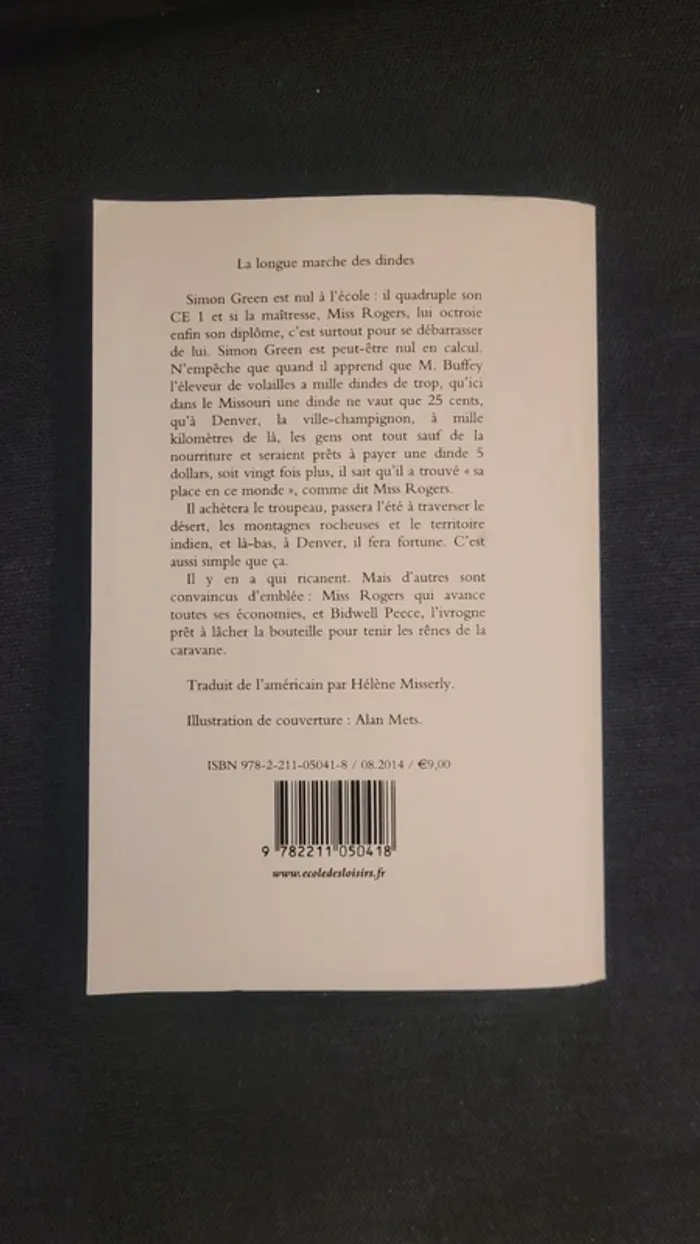 La longue marche des dindes
Simon Green est nul à l'école : il quadruple son
CE 1 et si la maîtresse, Miss Rogers, lui octroie
enfin son diplôme, c'est surtout pour se débarrasser
de lui. Simon Green est peut-être nul en calcul.
N'empêche que quand il apprend que M. Buffey
l'éleveur de volailles a mille dindes de trop, qu'ici
dans le Missouri une dinde ne vaut que 25 cents,
qu'à Denver, la ville-champignon, à mille
kilomètres de là, les gens ont tout sauf de la
nourriture et seraient prêts à payer une dinde 5
dollars, soit vingt fois plus, il sait qu'il a trouvé « sa
place en ce monde », comme dit Miss Rogers.
Il achètera le troupeau, passera l'été à traverser le
désert, les montagnes rocheuses et le territoire
indien, et là-bas, à Denver, il fera fortune. C'est
aussi simple que ça.
Il y en a qui ricanent. Mais d'autres sont
convaincus d'emblée : Miss Rogers qui avance
toutes ses économies, et Bidwell Peece, l'ivrogne
prêt à lâcher la bouteille pour tenir les rênes de la
caravane.
Traduit de l'américain par Hélène Misserly.
Illustration de couverture : Alan Mets.
ISBN 978-2-211-05041-8 / 08.2014 / €9,00
9 782211 050418
www.ecoledesloisirs.fr